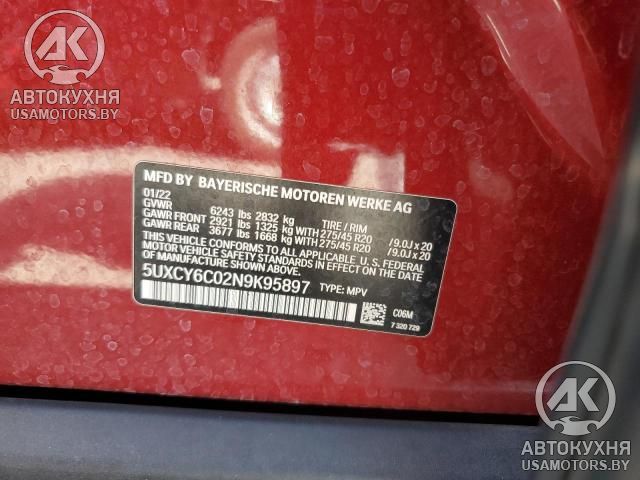 АК
АВТОКУХНЯ
USAMOTORS.BY
MFD BY BAYERISCHE MOTOREN WERKE AG
01/22
GVWR 6243 lbs 2832 kg TIRE / RIM
GAWR FRONT 2921 lbs 1325 kg WITH 275/45 R20 /9.0J x 20
GAWR REAR 3677 lbs 1668 kg WITH 275/45 R20 /9.0J x 20
THIS VEHICLE CONFORMS TO ALL APPLICABLE U.S. FEDERAL
MOTOR VEHICLE SAFETY STANDARDS IN EFFECT ON THE
DATE OF MANUFACTURE
5UXCY6C02N9K95897 TYPE: MPV
C06M
7 320 729
АК
АВТОКУХНЯ
USAMOTORS.BY